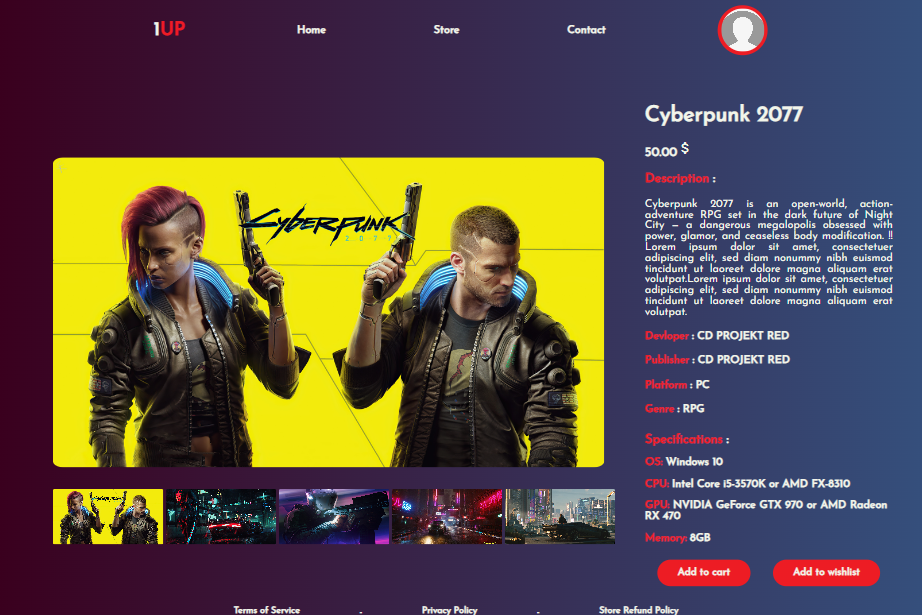 1UP
Home
Store
Contact
Cyberpunk 2077
50.00 $
Description :
Cyberpunk 2077 is an open-world, action-
adventure RPG set in the dark future of Night
City — a dangerous megalopolis obsessed with
power, glamor, and ceaseless body modification. !!
Lorem ipsum dolor sit amet, consectetuer
adipiscing elit, sed diam nonummy nibh euismod
tincidunt ut laoreet dolore magna aliquam erat
volutpat.Lorem ipsum dolor sit amet, consectetuer
adipiscing elit, sed diam nonummy nibh euismod
tincidunt ut laoreet dolore magna aliquam erat
volutpat.
Devloper : CD PROJEKT RED
Publisher : CD PROJEKT RED
Platform : PC
Genre : RPG
Specifications :
OS: Windows 10
CPU: Intel Core i5-3570K or AMD FX-8310
GPU: NVIDIA GeForce GTX 970 or AMD Radeon
RX 470
Memory: 8GB
Add to cart
Add to wishlist
Cyberpunk
2077
Terms of Service
-
Privacy Policy
-
Store Refund Policy